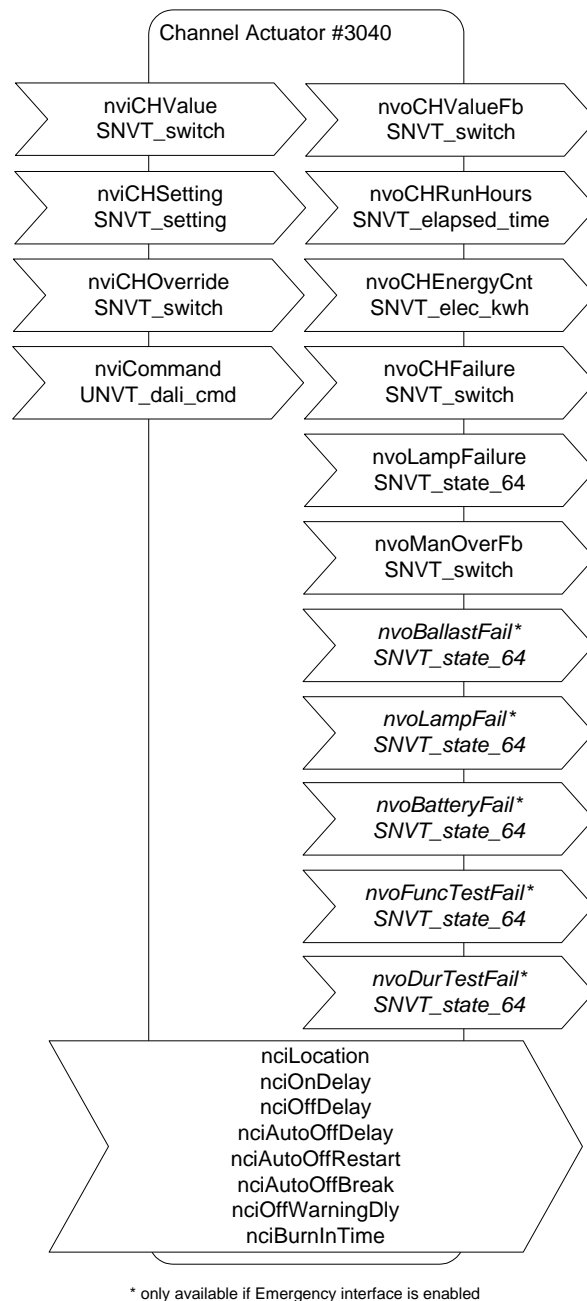 Channel Actuator #3040
nviCHValue
SNVT_switch
nvoCHValueFb
SNVT_switch
nviCHSetting
SNVT_setting
nvoCHRunHours
SNVT_elapsed_time
nviCHOverride
SNVT_switch
nvoCHEnergyCnt
SNVT_elec_kwh
nviCommand
UNVT_dali_cmd
nvoCHFailure
SNVT_switch
nvoLampFailure
SNVT_state_64
nvoManOverFb
SNVT_switch
nvoBallastFail*
SNVT_state_64
nvoLampFail*
SNVT_state_64
nvoBatteryFail*
SNVT_state_64
nvoFuncTestFail*
SNVT_state_64
nvoDurTestFail*
SNVT_state_64
nciLocation
nciOnDelay
nciOffDelay
nciAutoOffDelay
nciAutoOffRestart
nciAutoOffBreak
nciOffWarningDly
nciBurnInTime
* only available if Emergency interface is enabled